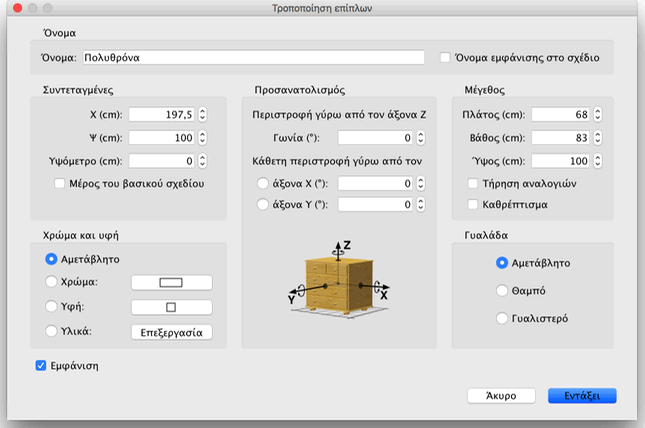 Τροποποίηση επίπλων
Όνομα
Όνομα: Πολυθρόνα
Όνομα εμφάνισης στο σχέδιο
Συντεταγμένες
Χ (cm): 197,5
Ψ (cm): 100
Υψόμετρο (cm): 0
Μέρος του βασικού σχεδίου
Προσανατολισμός
Περιστροφή γύρω από τον άξονα Ζ
Γωνία (°): 0
Κάθετη περιστροφή γύρω από τον
άξονα Χ (°): 0
άξονα Υ (°): 0
Z
Y
X
Μέγεθος
Πλάτος (cm): 68
Βάθος (cm): 83
Ύψος (cm): 100
Τήρηση αναλογιών
Καθρέπτισμα
Χρώμα και υφή
Αμετάβλητο
Χρώμα:
Υφή:
Υλικά: Επεξεργασία
Γυαλάδα
Αμετάβλητο
Θαμπό
Γυαλιστερό
Εμφάνιση
Άκυρο
Εντάξει